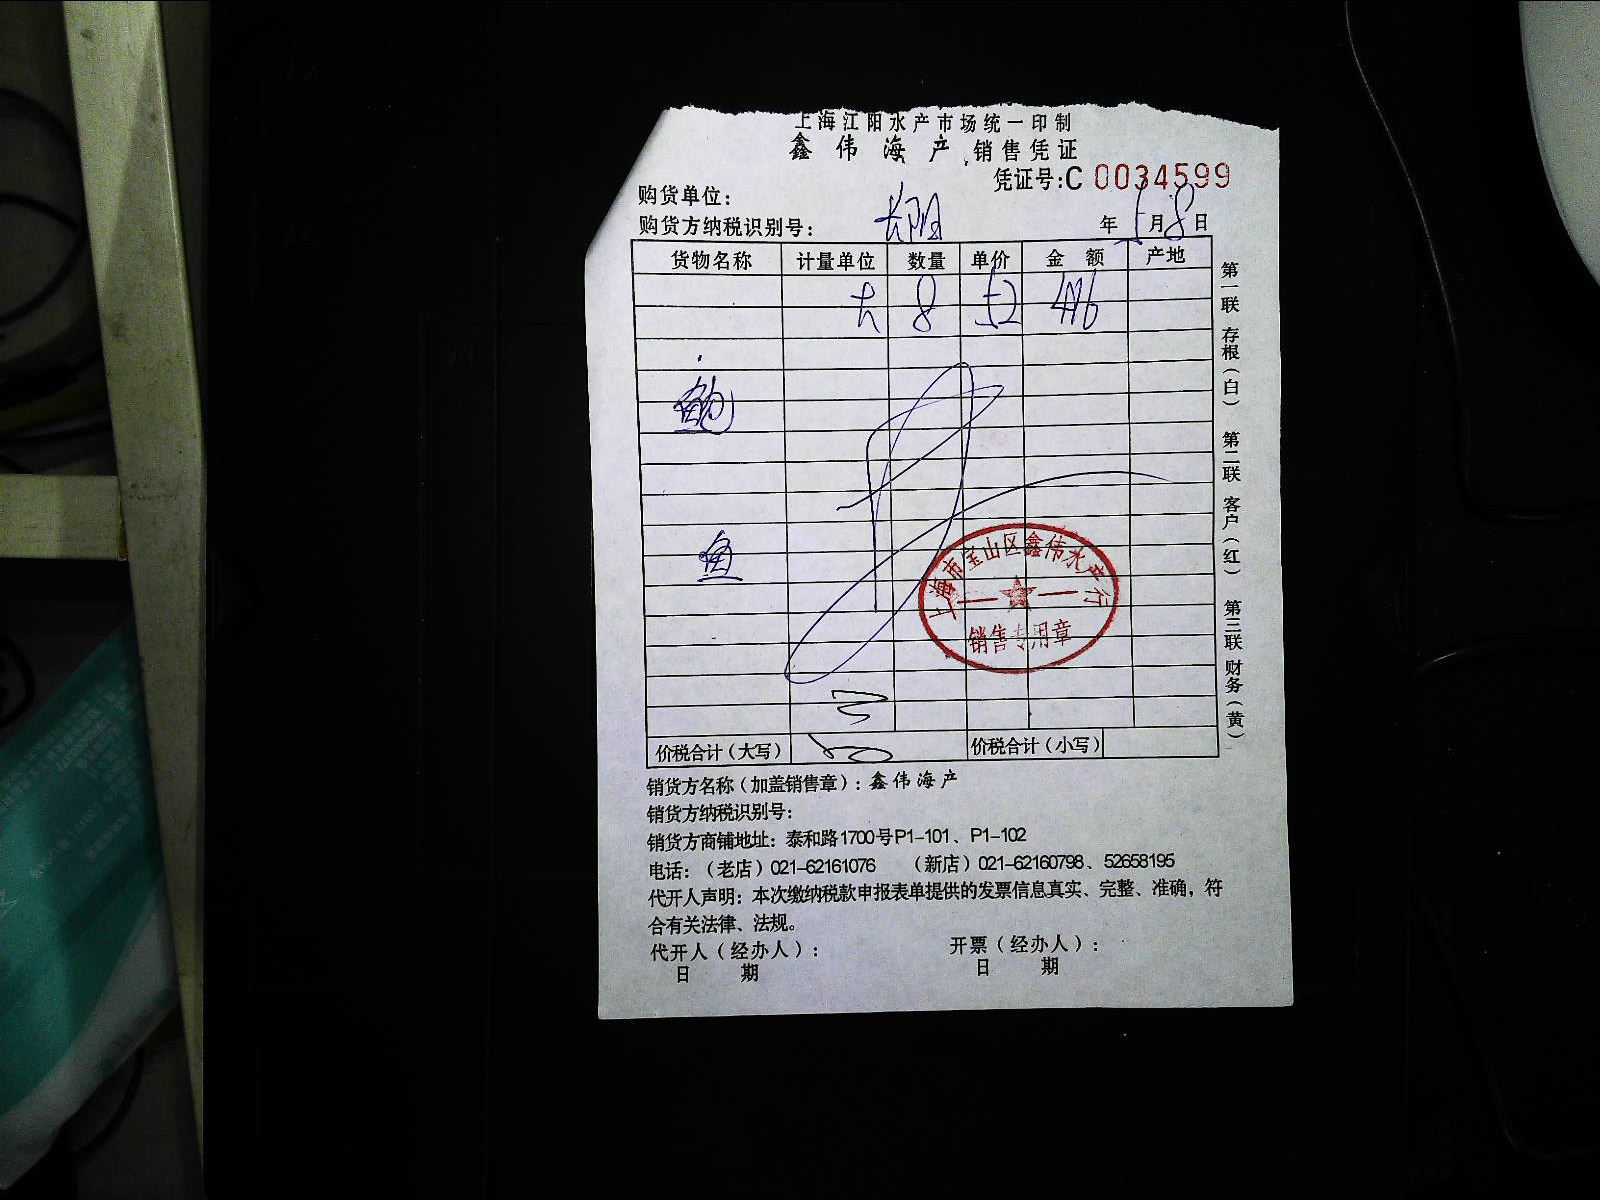 上海江阳水产市场统一印制
鑫伟海产 销售凭证
凭证号:C 0034599
购货单位:
购货方纳税识别号: 长阳 年 1月8日
货物名称 计量单位 数量 单价 金额 产地
大 8 52 416
鲍
鱼
上海市宝山区鑫伟水产行
销售专用章
价税合计(大写) 价税合计(小写)
第一联 存根(白) 第二联 客户(红) 第三联 财务(黄)
销货方名称(加盖销售章): 鑫伟海产
销货方纳税识别号:
销货方商铺地址: 泰和路1700号P1-101、P1-102
电话:(老店)021-62161076 (新店)021-62160798、52658195
代开人声明: 本次缴纳税款申报表单提供的发票信息真实、完整、准确,符
合有关法律、法规。
代开人(经办人): 开票(经办人):
日 期 日 期